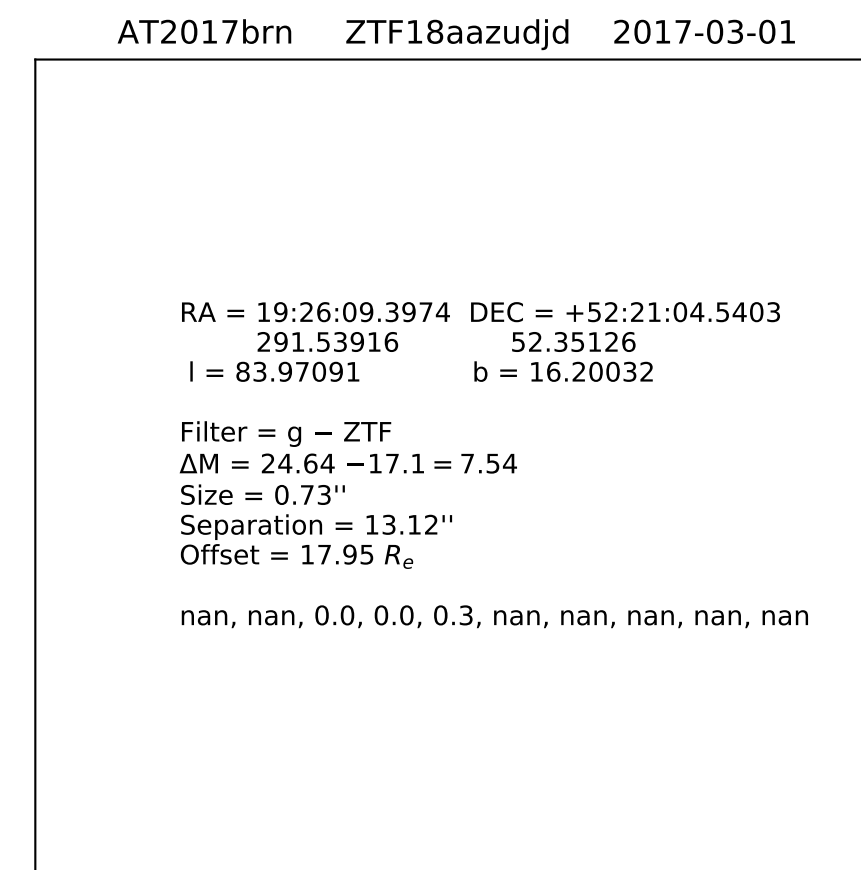 AT2017brn ZTF18aazudjd 2017-03-01
RA = 19:26:09.3974 DEC = +52:21:04.5403
291.53916 52.35126
l = 83.97091 b = 16.20032
Filter = g − ZTF
ΔM = 24.64 −17.1 = 7.54
Size = 0.73''
Separation = 13.12''
Offset = 17.95 Re
nan, nan, 0.0, 0.0, 0.3, nan, nan, nan, nan, nan